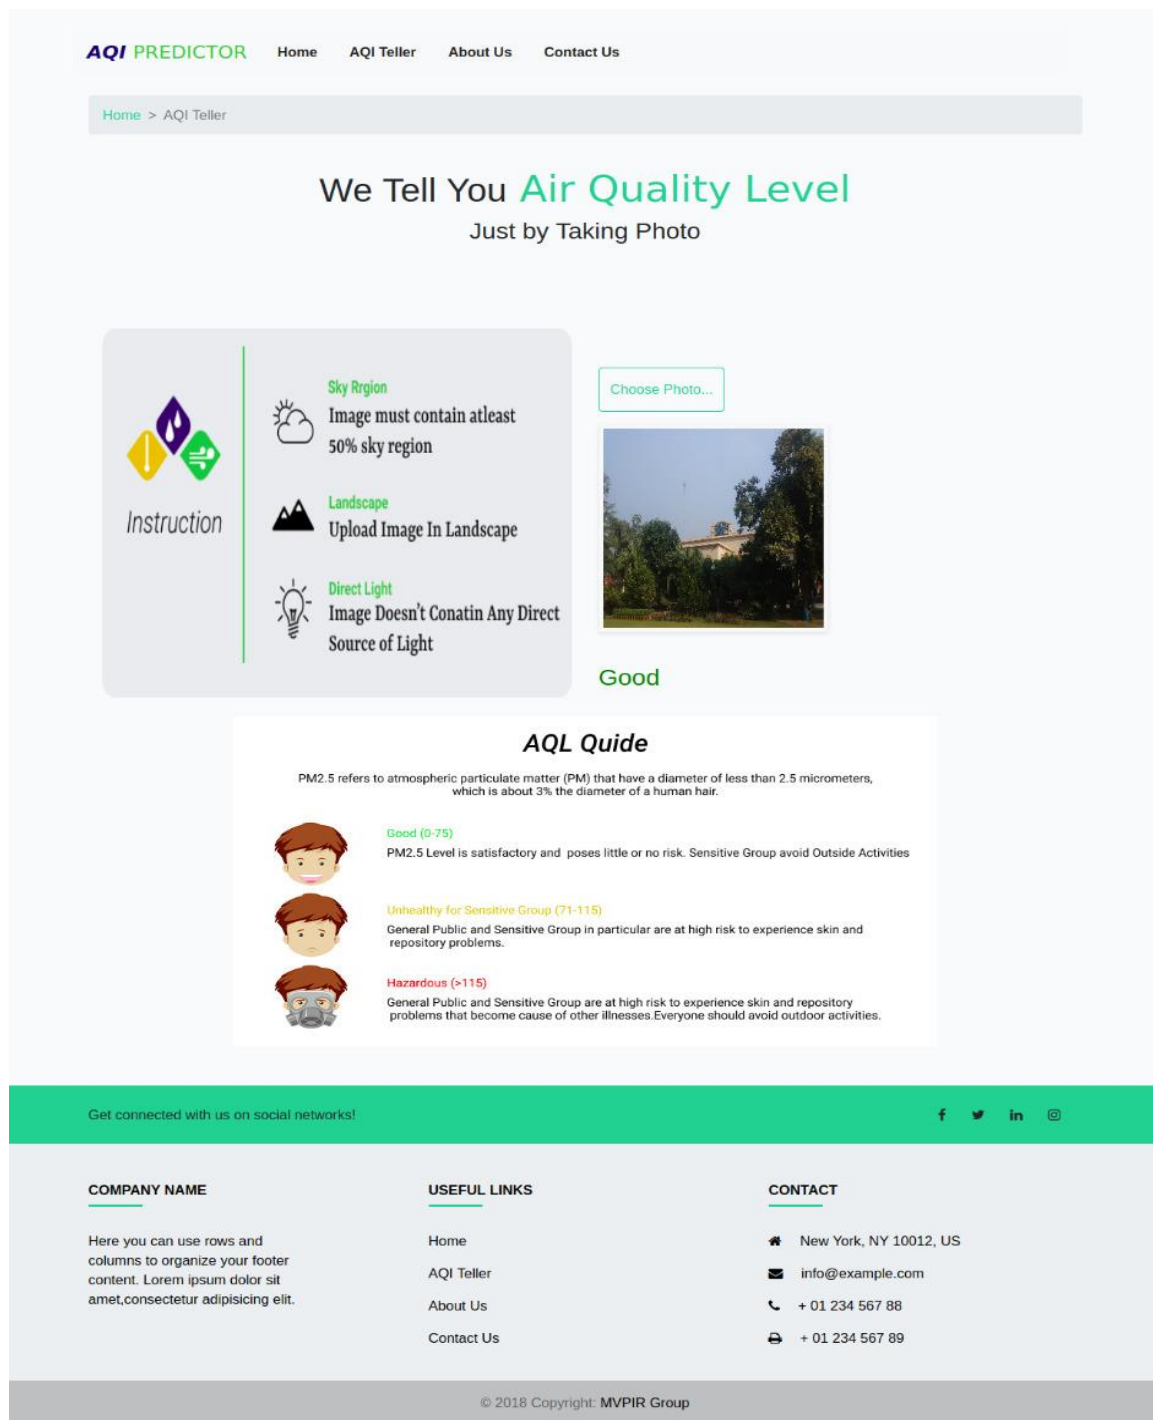 AQI PREDICTOR Home AQI Teller About Us Contact Us
Home > AQI Teller
We Tell You Air Quality Level
Just by Taking Photo
Instruction
Sky Rrgion
Image must contain atleast
50% sky region
Landscape
Upload Image In Landscape
Direct Light
Image Doesn't Conatin Any Direct
Source of Light
Choose Photo...
Good
AQL Quide
PM2.5 refers to atmospheric particulate matter (PM) that have a diameter of less than 2.5 micrometers,
which is about 3% the diameter of a human hair.
Good (0-75)
PM2.5 Level is satisfactory and poses little or no risk. Sensitive Group avoid Outside Activities
Unhealthy for Sensitive Group (71-115)
General Public and Sensitive Group in particular are at high risk to experience skin and
repository problems.
Hazardous (>115)
General Public and Sensitive Group are at high risk to experience skin and repository
problems that become cause of other illnesses.Everyone should avoid outdoor activities.
Get connected with us on social networks!
COMPANY NAME
Here you can use rows and
columns to organize your footer
content. Lorem ipsum dolor sit
amet,consectetur adipisicing elit.
USEFUL LINKS
Home
AQI Teller
About Us
Contact Us
CONTACT
New York, NY 10012, US
info@example.com
+ 01 234 567 88
+ 01 234 567 89
© 2018 Copyright: MVPIR Group